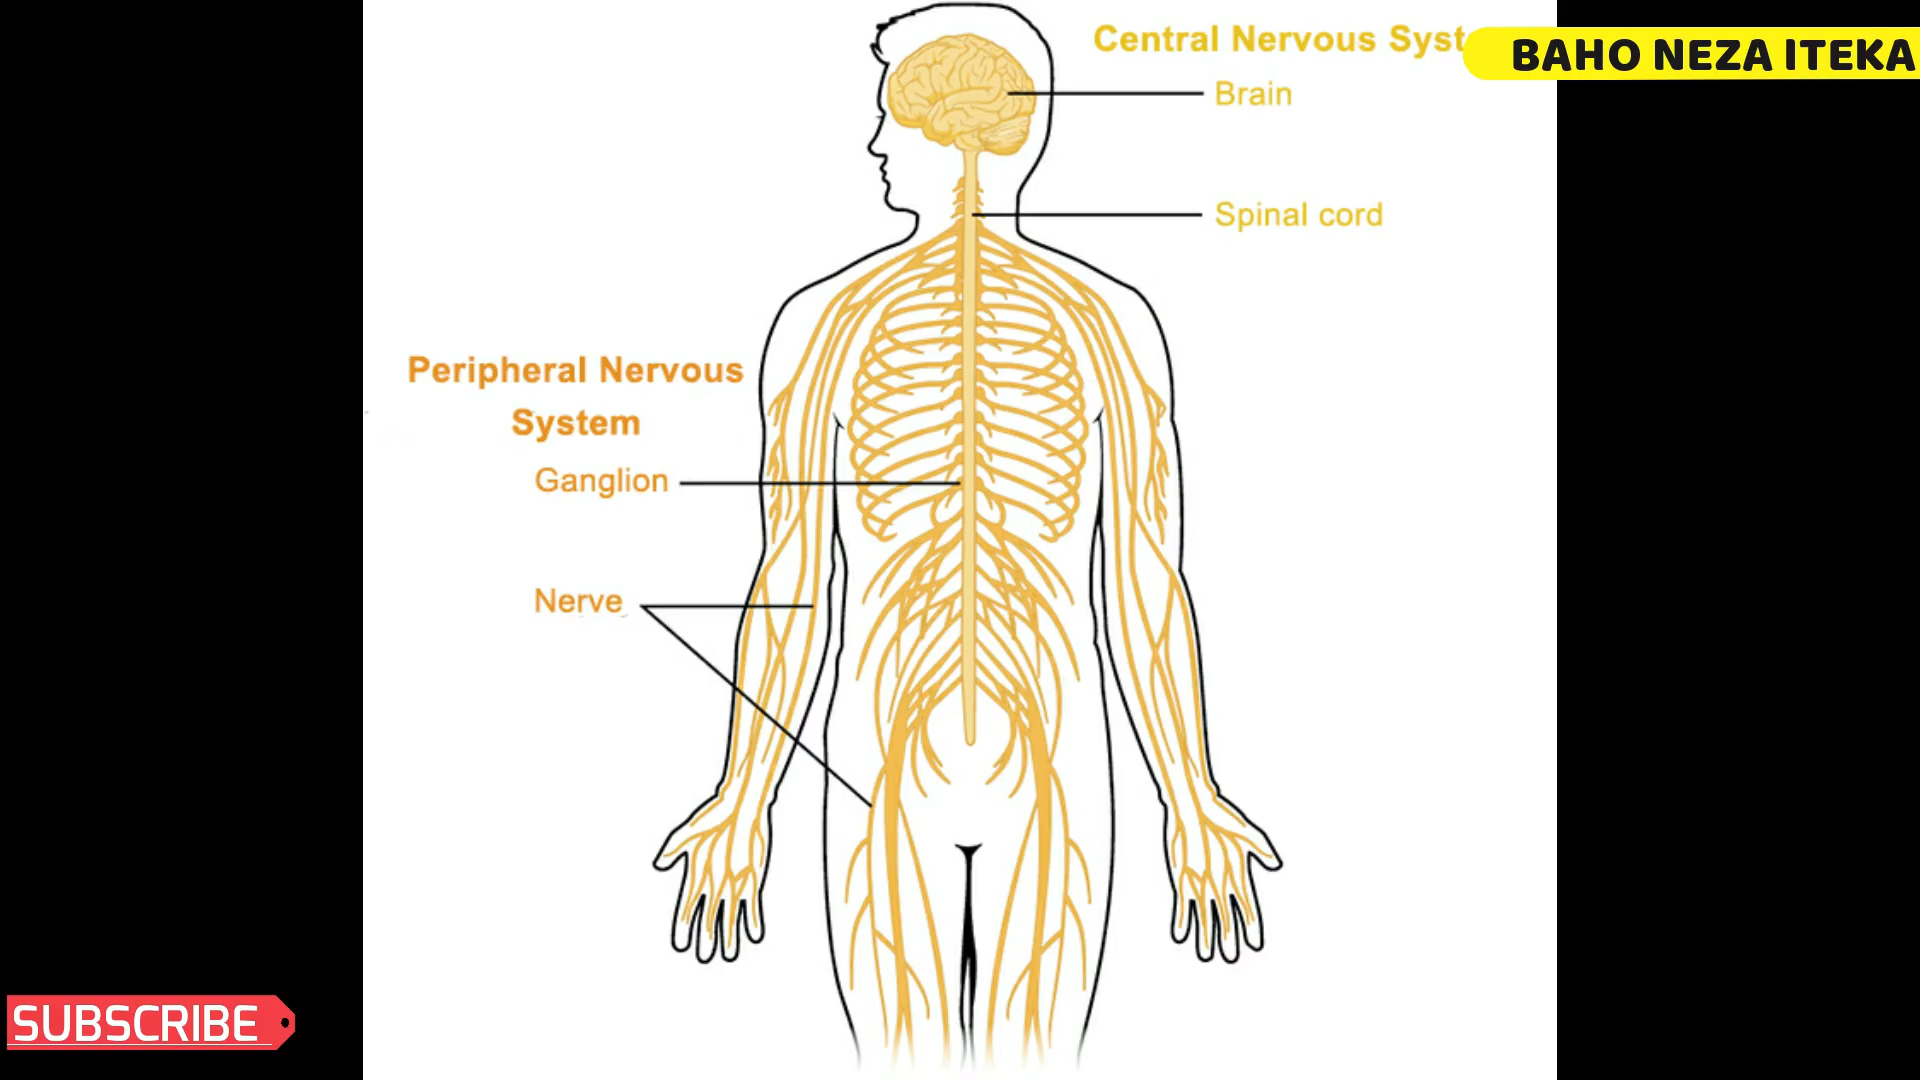 Central Nervous Syst
BAHO NEZA ITEKA
Brain
Spinal cord
Peripheral Nervous
System
Ganglion
Nerve
SUBSCRIBE